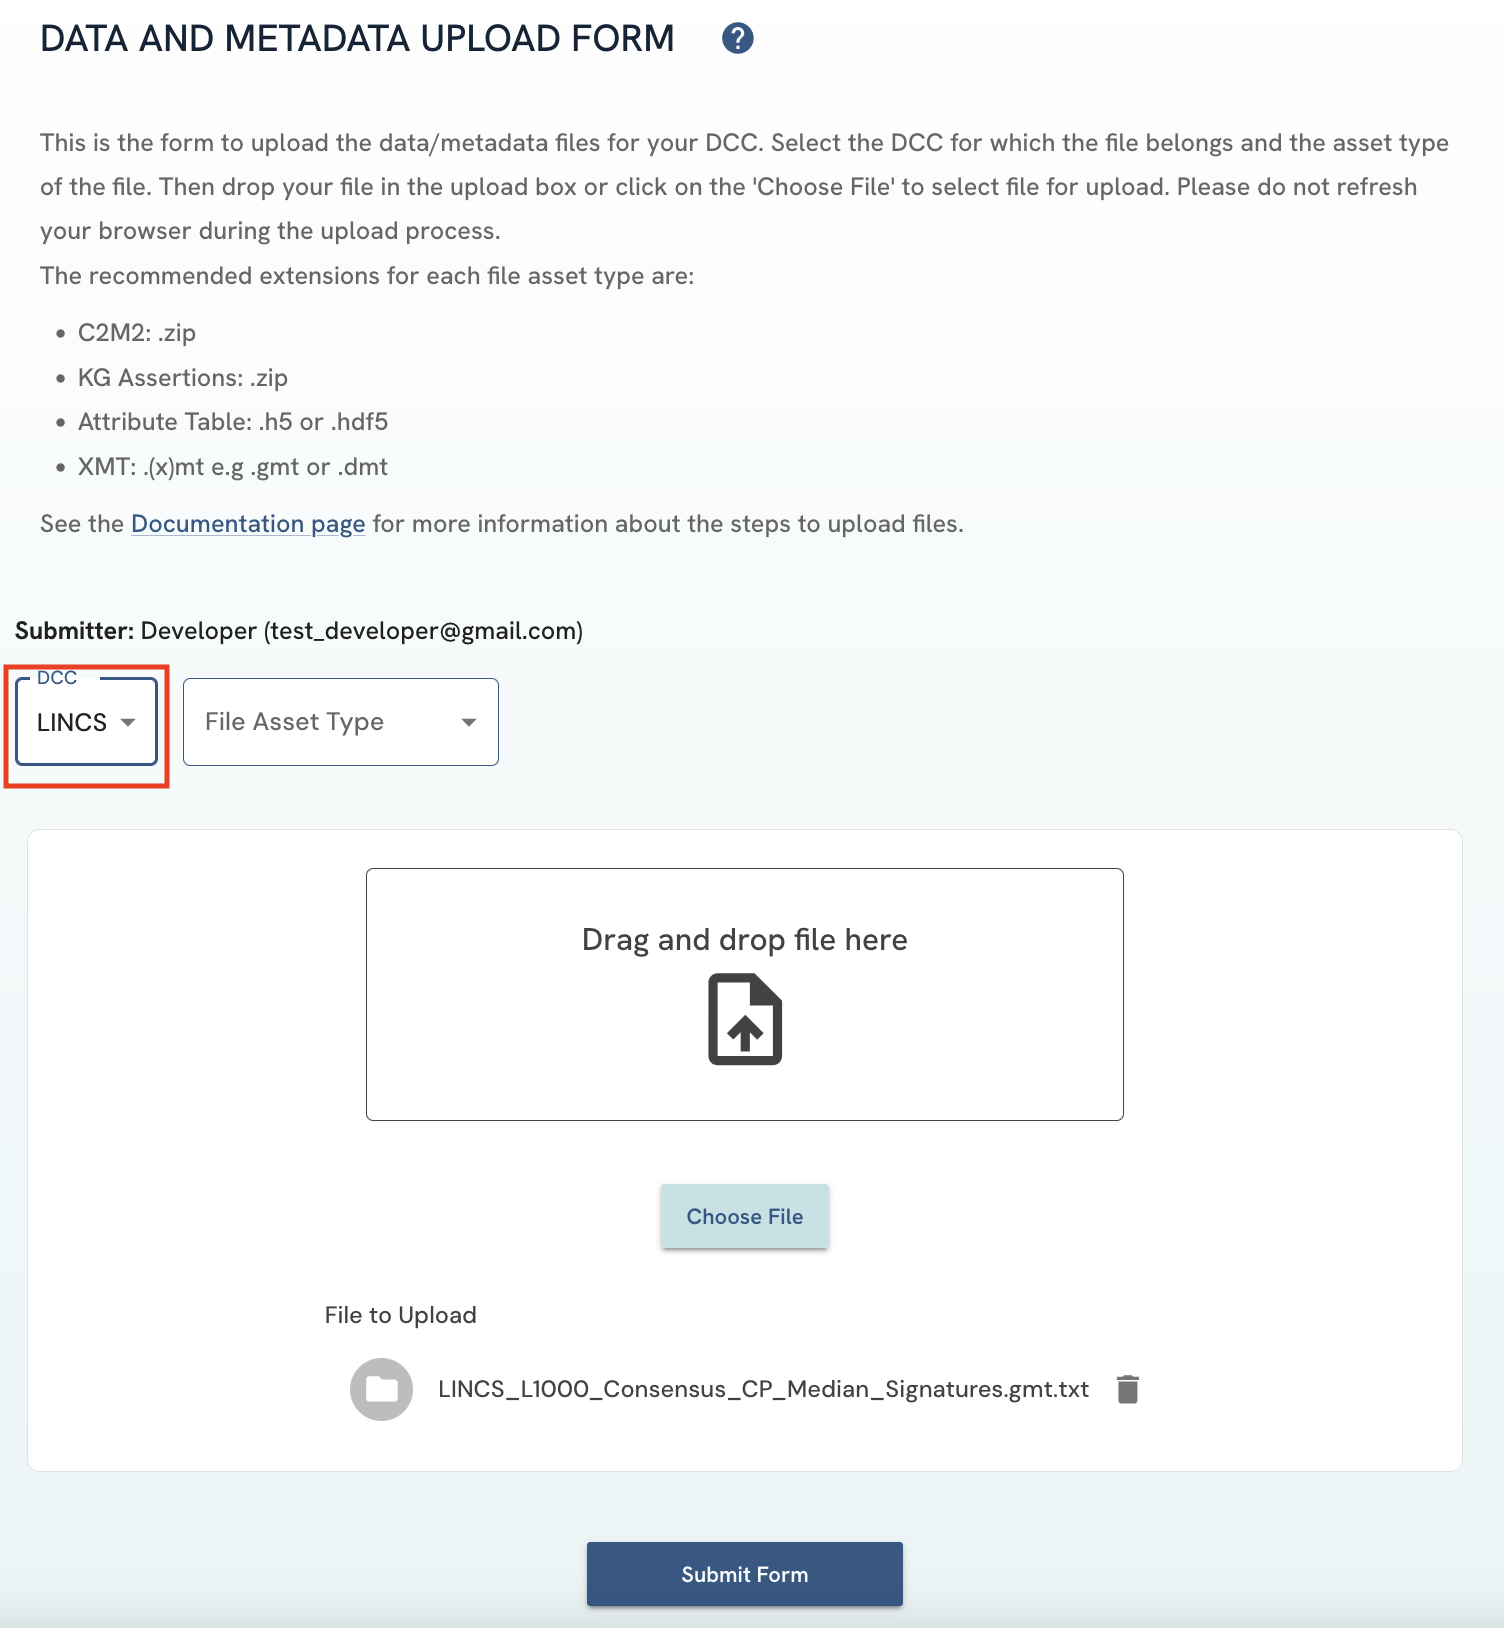 DATA AND METADATA UPLOAD FORM ?
This is the form to upload the data/metadata files for your DCC. Select the DCC for which the file belongs and the asset type
of the file. Then drop your file in the upload box or click on the 'Choose File' to select file for upload. Please do not refresh
your browser during the upload process.
The recommended extensions for each file asset type are:
• C2M2: .zip
• KG Assertions: .zip
• Attribute Table: .h5 or .hdf5
• XMT: .(x)mt e.g .gmt or .dmt
See the Documentation page for more information about the steps to upload files.
Submitter: Developer (test_developer@gmail.com)
DCC
LINCS
File Asset Type
Drag and drop file here
Choose File
File to Upload
LINCS_L1000_Consensus_CP_Median_Signatures.gmt.txt
Submit Form